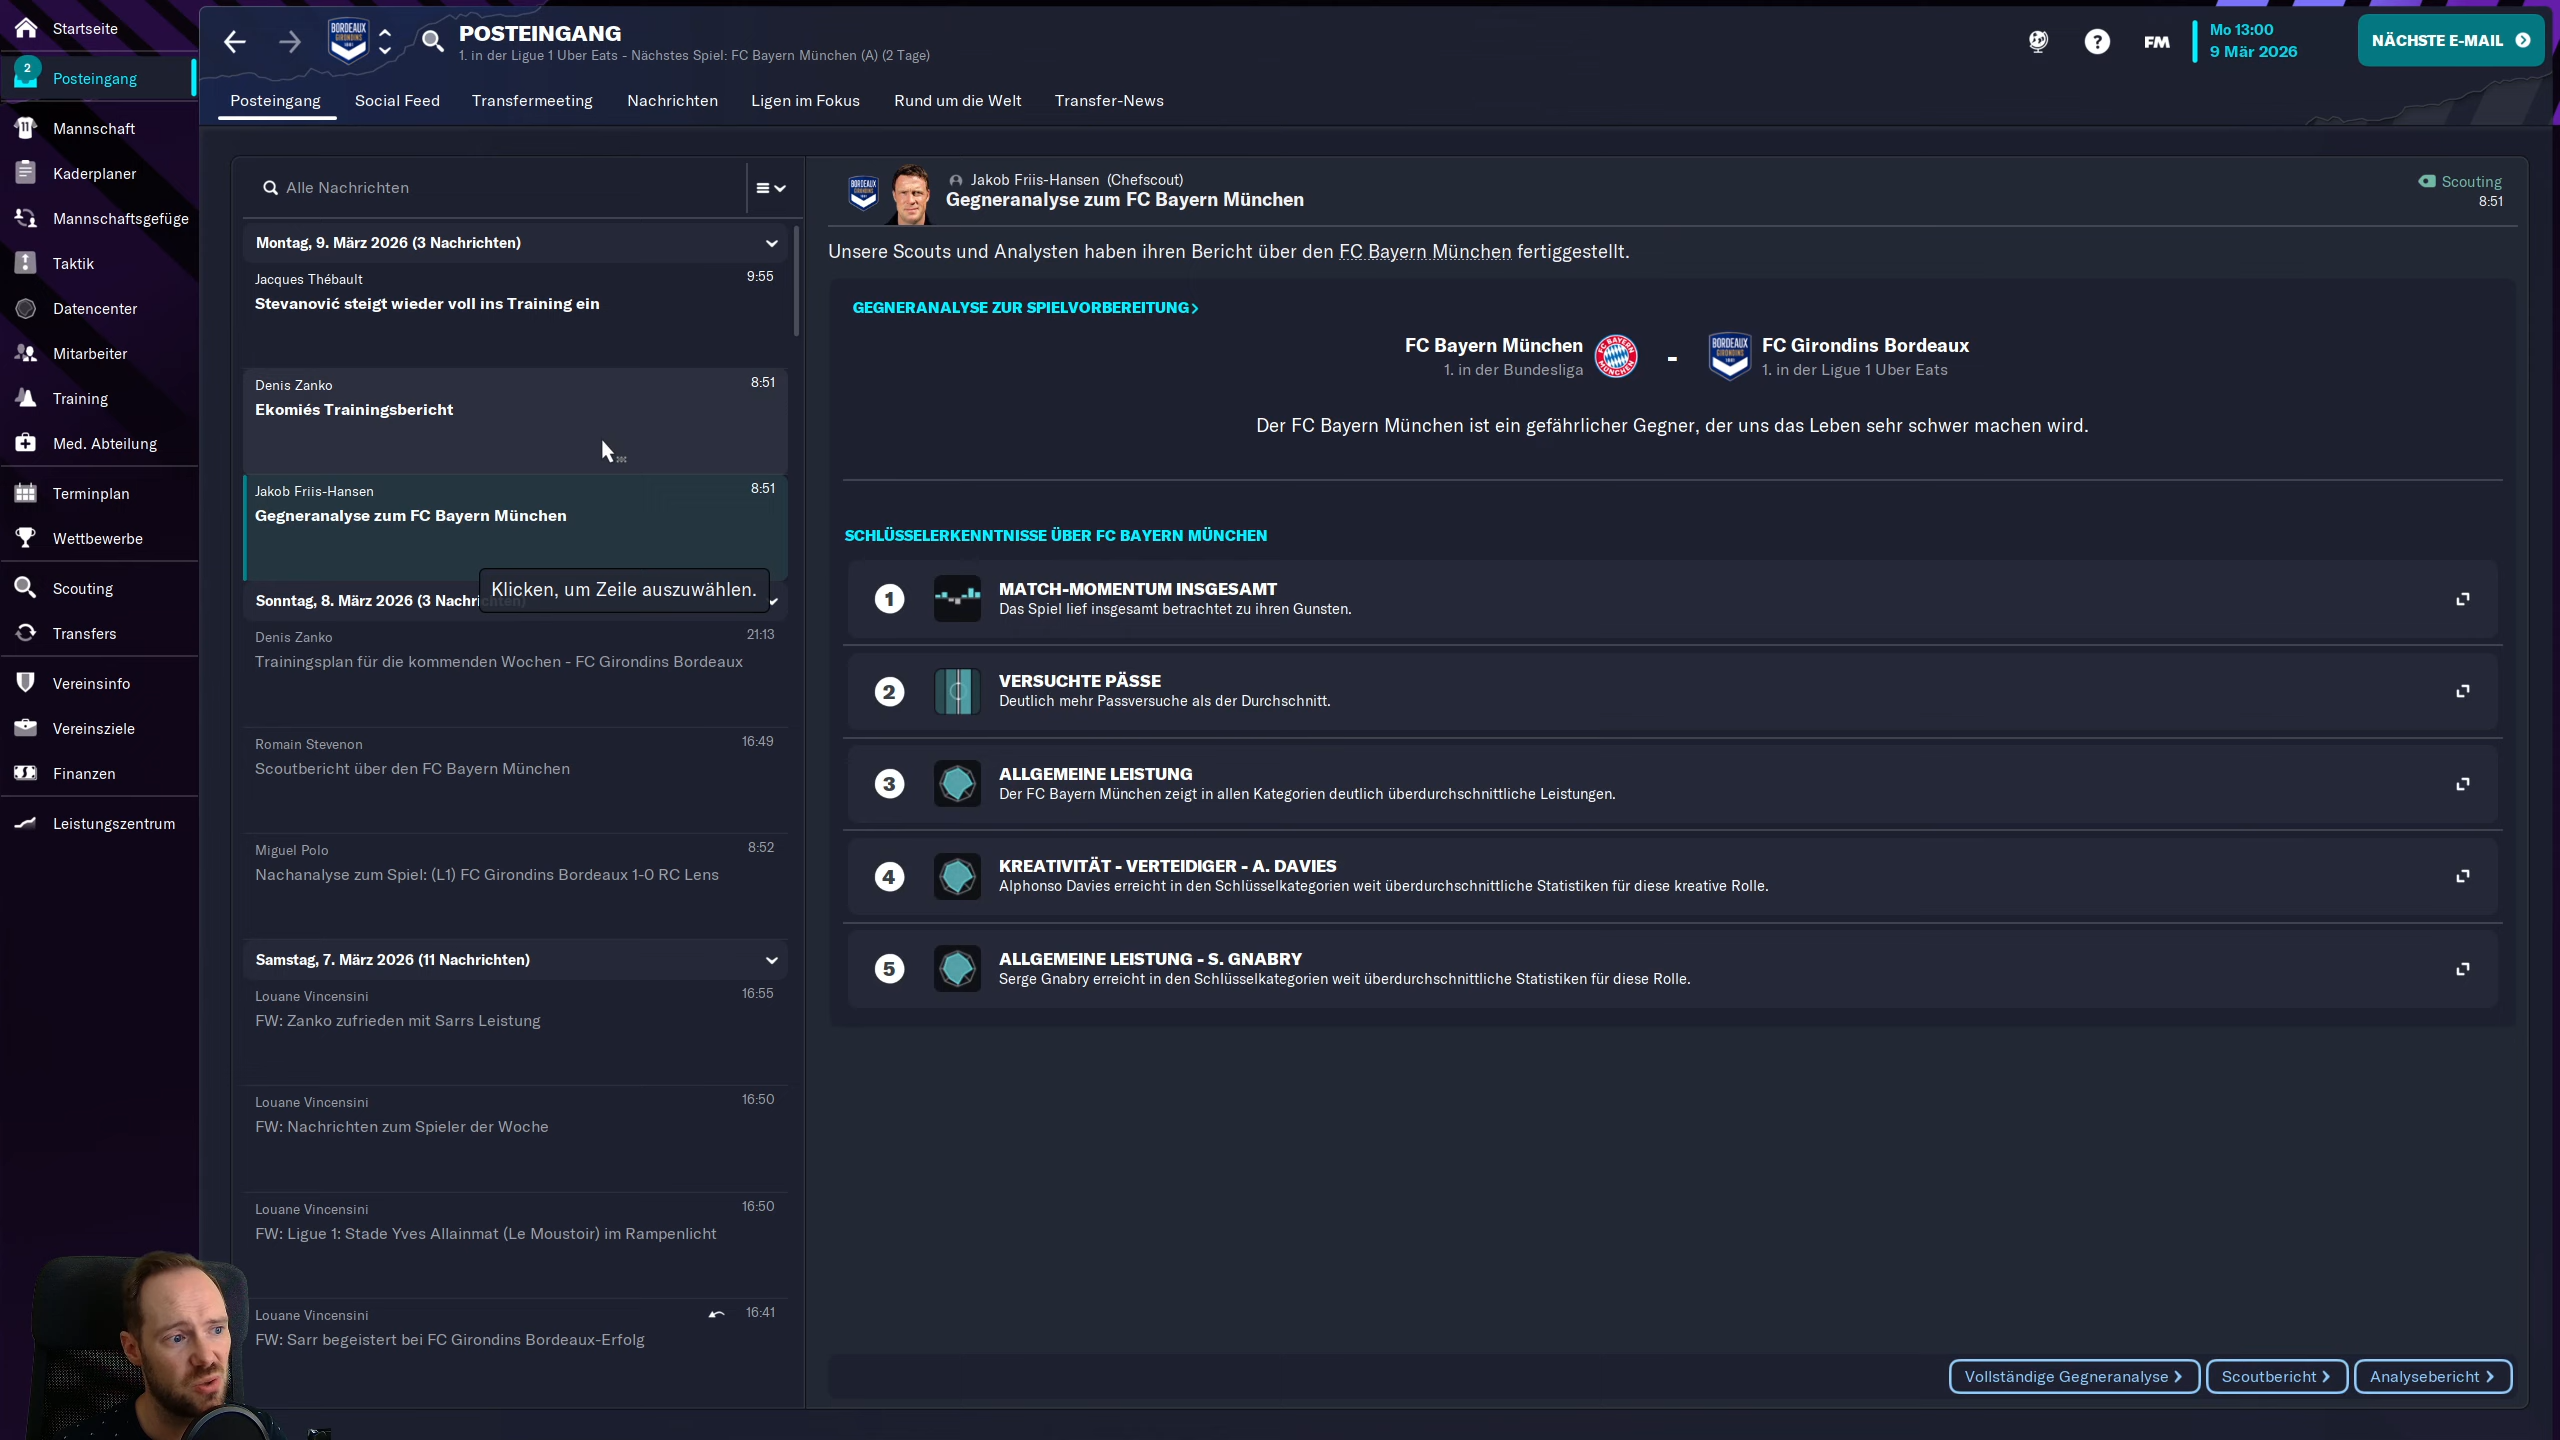 Startseite
2
Posteingang
Mannschaft
Kaderplaner
Mannschaftsgefüge
Taktik
Datencenter
Mitarbeiter
Training
Med. Abteilung
Terminplan
Wettbewerbe
Scouting
Transfers
Vereinsinfo
Vereinsziele
Finanzen
Leistungszentrum
BORDEAUX
GIRONDINS
POSTEINGANG
1. in der Ligue 1 Uber Eats - Nächstes Spiel: FC Bayern München (A) (2 Tage)
?
FM
Mo 13:00
9 Mär 2026
NÄCHSTE E-MAIL
Posteingang
Social Feed
Transfermeeting
Nachrichten
Ligen im Fokus
Rund um die Welt
Transfer-News
Alle Nachrichten
Montag, 9. März 2026 (3 Nachrichten)
Jacques Thébault
9:55
Stevanović steigt wieder voll ins Training ein
Denis Zanko
8:51
Ekomiés Trainingsbericht
Jakob Friis-Hansen
8:51
Gegneranalyse zum FC Bayern München
Klicken, um Zeile auszuwählen.
Sonntag, 8. März 2026 (3 Nachrichten)
Denis Zanko
21:13
Trainingsplan für die kommenden Wochen - FC Girondins Bordeaux
Romain Stevenon
16:49
Scoutbericht über den FC Bayern München
Miguel Polo
8:52
Nachanalyse zum Spiel: (L1) FC Girondins Bordeaux 1-0 RC Lens
Samstag, 7. März 2026 (11 Nachrichten)
Louane Vincensini
16:55
FW: Zanko zufrieden mit Sarrs Leistung
Louane Vincensini
16:50
FW: Nachrichten zum Spieler der Woche
Louane Vincensini
16:50
FW: Ligue 1: Stade Yves Allainmat (Le Moustoir) im Rampenlicht
Louane Vincensini
16:41
FW: Sarr begeistert bei FC Girondins Bordeaux-Erfolg
Jakob Friis-Hansen (Chefscout)
Gegneranalyse zum FC Bayern München
Scouting
8:51
Unsere Scouts und Analysten haben ihren Bericht über den FC Bayern München fertiggestellt.
GEGNERANALYSE ZUR SPIELVORBEREITUNG
FC Bayern München
1. in der Bundesliga
-
FC Girondins Bordeaux
1. in der Ligue 1 Uber Eats
Der FC Bayern München ist ein gefährlicher Gegner, der uns das Leben sehr schwer machen wird.
SCHLÜSSELERKENNTNISSE ÜBER FC BAYERN MÜNCHEN
1
MATCH-MOMENTUM INSGESAMT
Das Spiel lief insgesamt betrachtet zu ihren Gunsten.
2
VERSUCHTE PÄSSE
Deutlich mehr Passversuche als der Durchschnitt.
3
ALLGEMEINE LEISTUNG
Der FC Bayern München zeigt in allen Kategorien deutlich überdurchschnittliche Leistungen.
4
KREATIVITÄT - VERTEIDIGER - A. DAVIES
Alphonso Davies erreicht in den Schlüsselkategorien weit überdurchschnittliche Statistiken für diese kreative Rolle.
5
ALLGEMEINE LEISTUNG - S. GNABRY
Serge Gnabry erreicht in den Schlüsselkategorien weit überdurchschnittliche Statistiken für diese Rolle.
Vollständige Gegneranalyse
Scoutbericht
Analysebericht